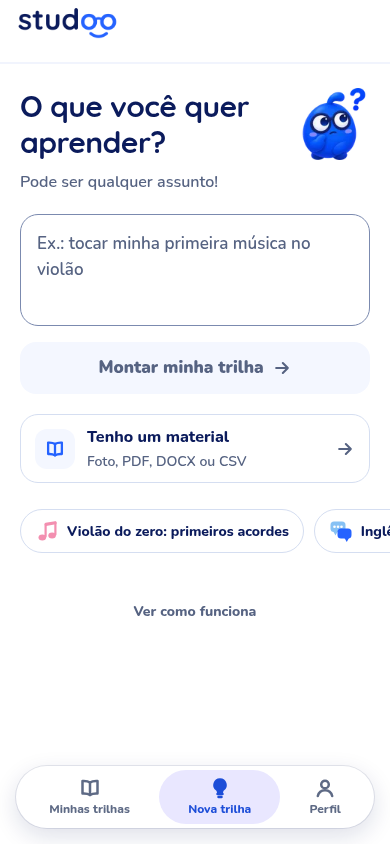 studoo
O que você quer
aprender?
Pode ser qualquer assunto!
Ex.: tocar minha primeira música no
violão
Montar minha trilha →
Tenho um material
Foto, PDF, DOCX ou CSV
Violão do zero: primeiros acordes
Inglê
Ver como funciona
Minhas trilhas
Nova trilha
Perfil